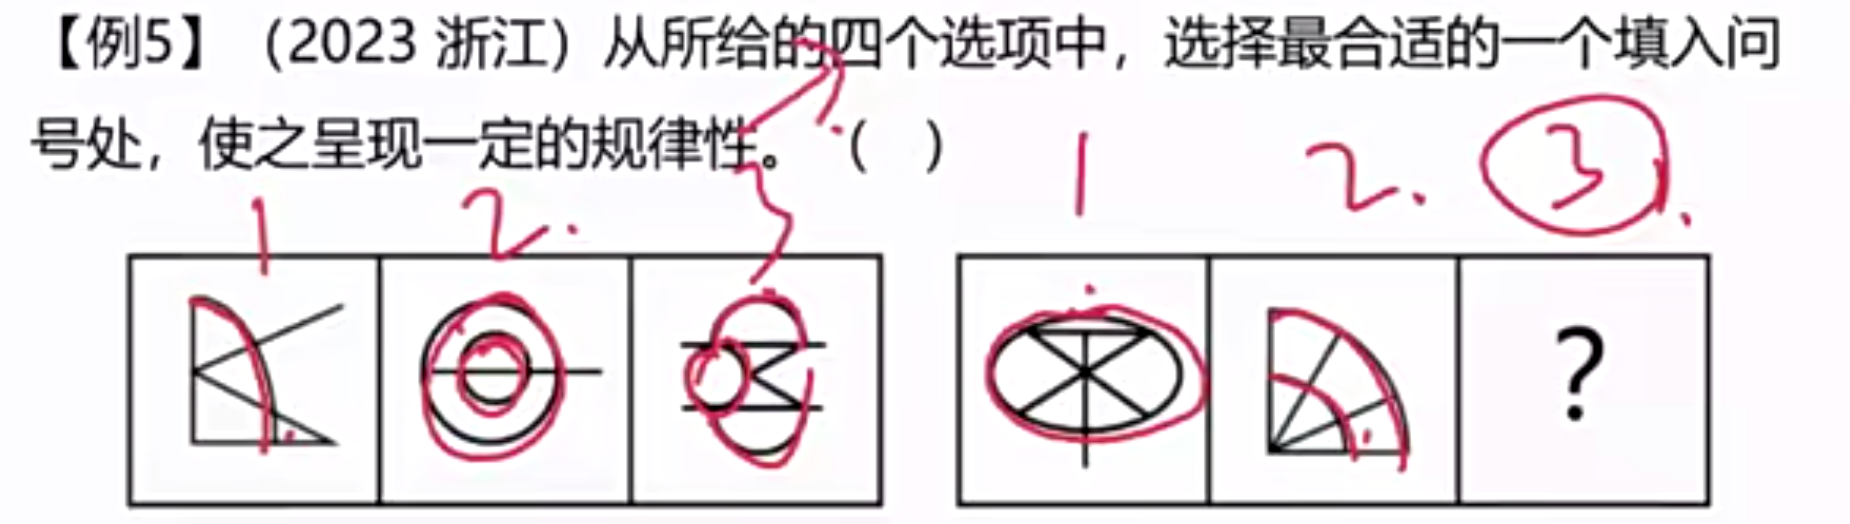 【例5】（2023 浙江）从所给的四个选项中，选择最合适的一个填入问
号处，使之呈现一定的规律性。（ ）
1 2. 3 1 2. 3.
?